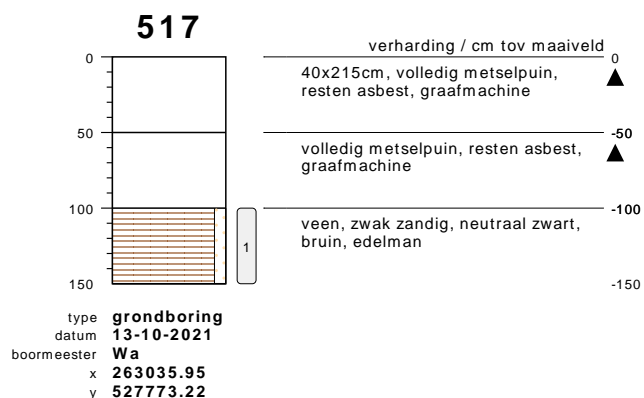 517
verharding / cm tov maaiveld
0
0
40x215cm, volledig metselpuin,
resten asbest, graafmachine
50
-50
volledig metselpuin, resten asbest,
graafmachine
100
-100
veen, zwak zandig, neutraal zwart,
bruin, edelman
1
150
-150
type grondboring
datum 13-10-2021
boormeester Wa
x 263035.95
y 527773.22